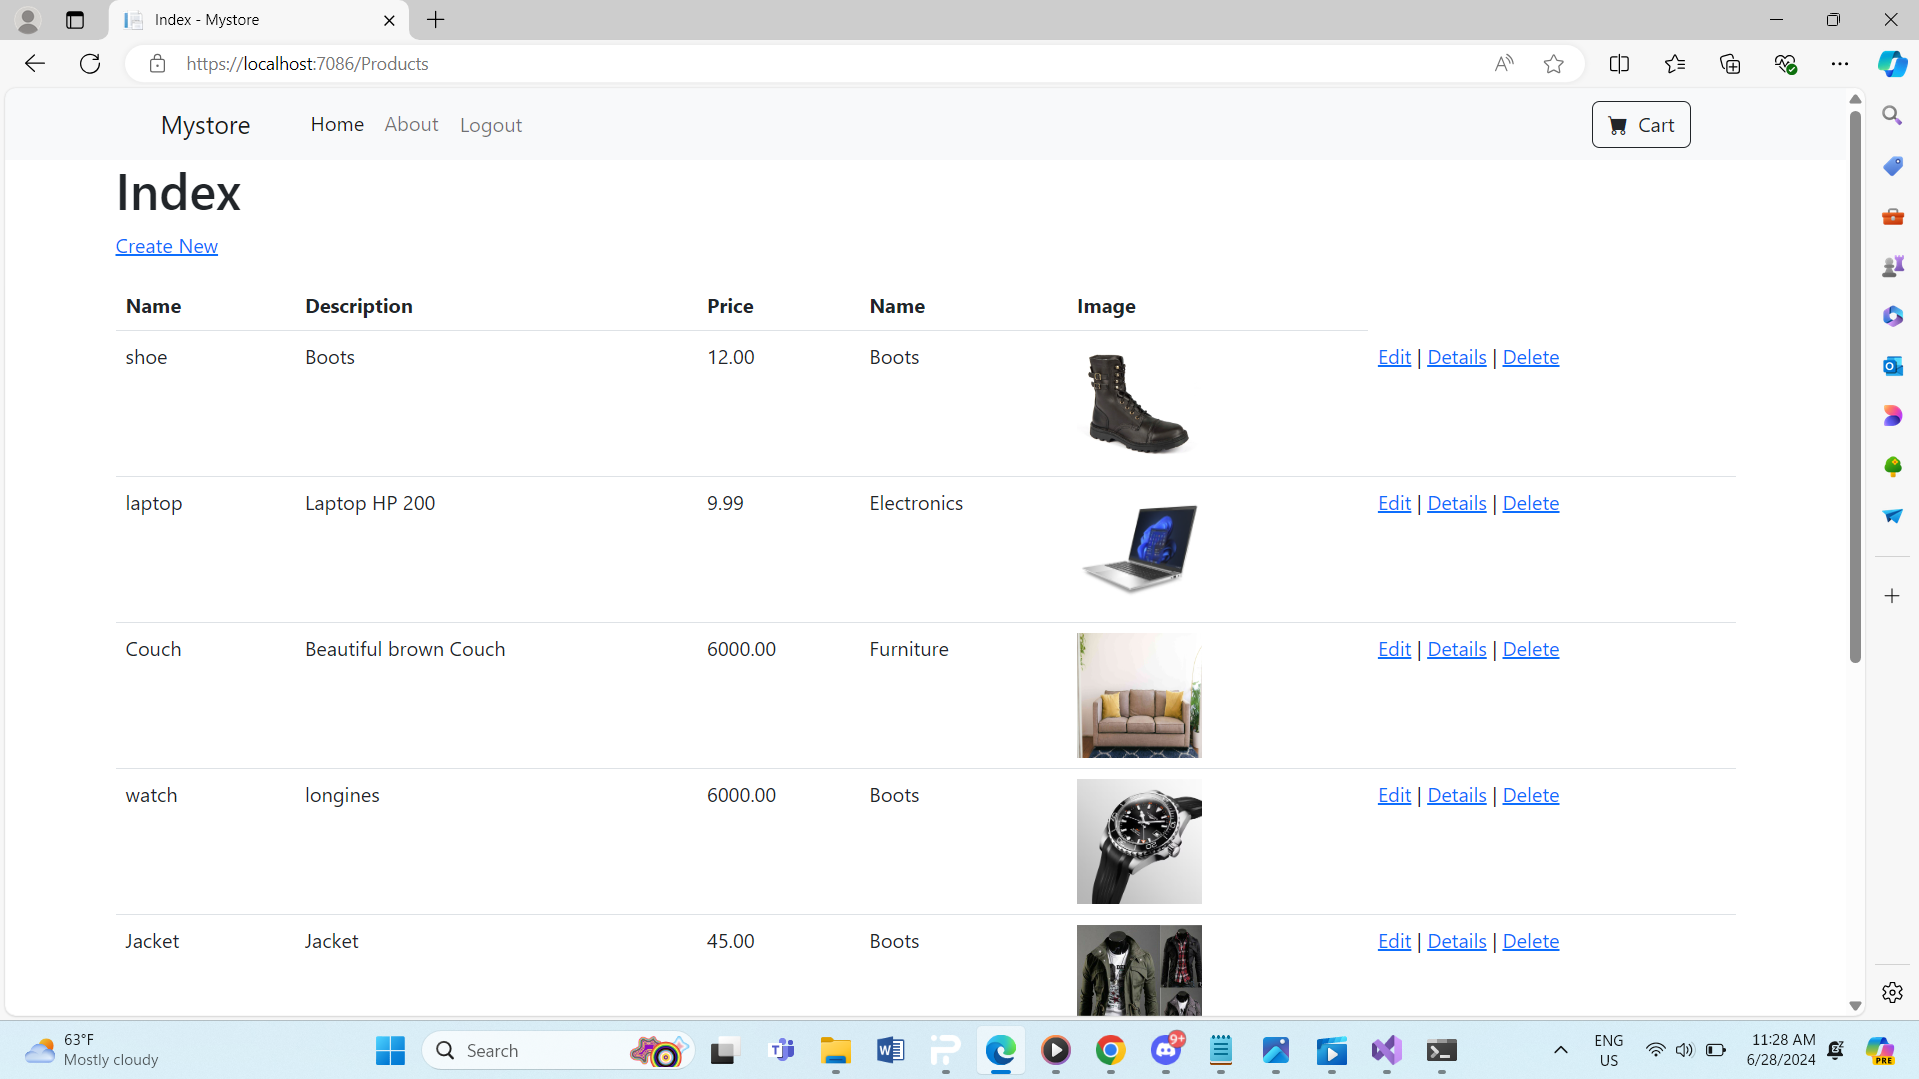 Index - Mystore
https://localhost:7086/Products
Mystore Home About Logout Cart
Index
Create New
Name Description Price Name Image
shoe Boots 12.00 Boots Edit | Details | Delete
laptop Laptop HP 200 9.99 Electronics Edit | Details | Delete
Couch Beautiful brown Couch 6000.00 Furniture Edit | Details | Delete
watch longines 6000.00 Boots Edit | Details | Delete
Jacket Jacket 45.00 Boots Edit | Details | Delete
63°F
Mostly cloudy
Search
9+
ENG
US
11:28 AM
6/28/2024
PRE